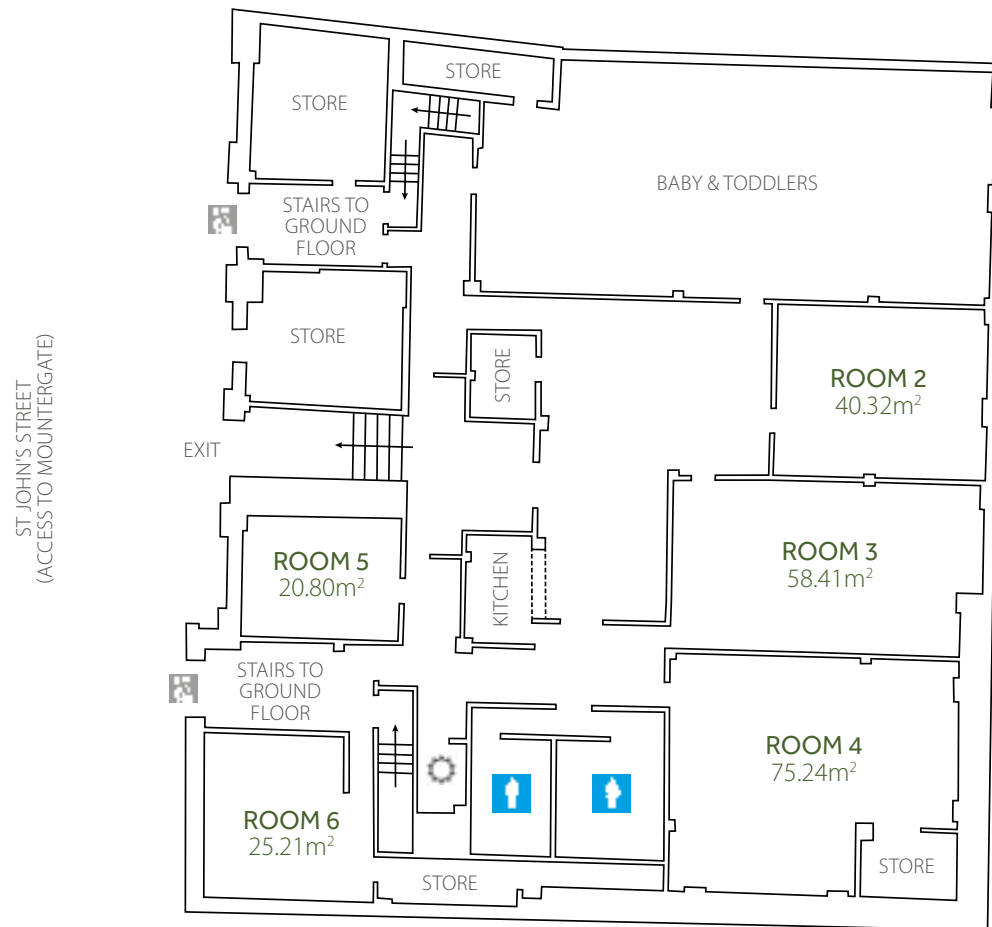 STORE
STORE
BABY & TODDLERS
STAIRS TO
GROUND
FLOOR
STORE
STORE
ROOM 2
40.32m²
ST JOHN'S STREET
(ACCESS TO MOUNTERGATE)
EXIT
ROOM 5
20.80m²
KITCHEN
ROOM 3
58.41m²
STAIRS TO
GROUND
FLOOR
ROOM 4
75.24m²
ROOM 6
25.21m²
STORE
STORE